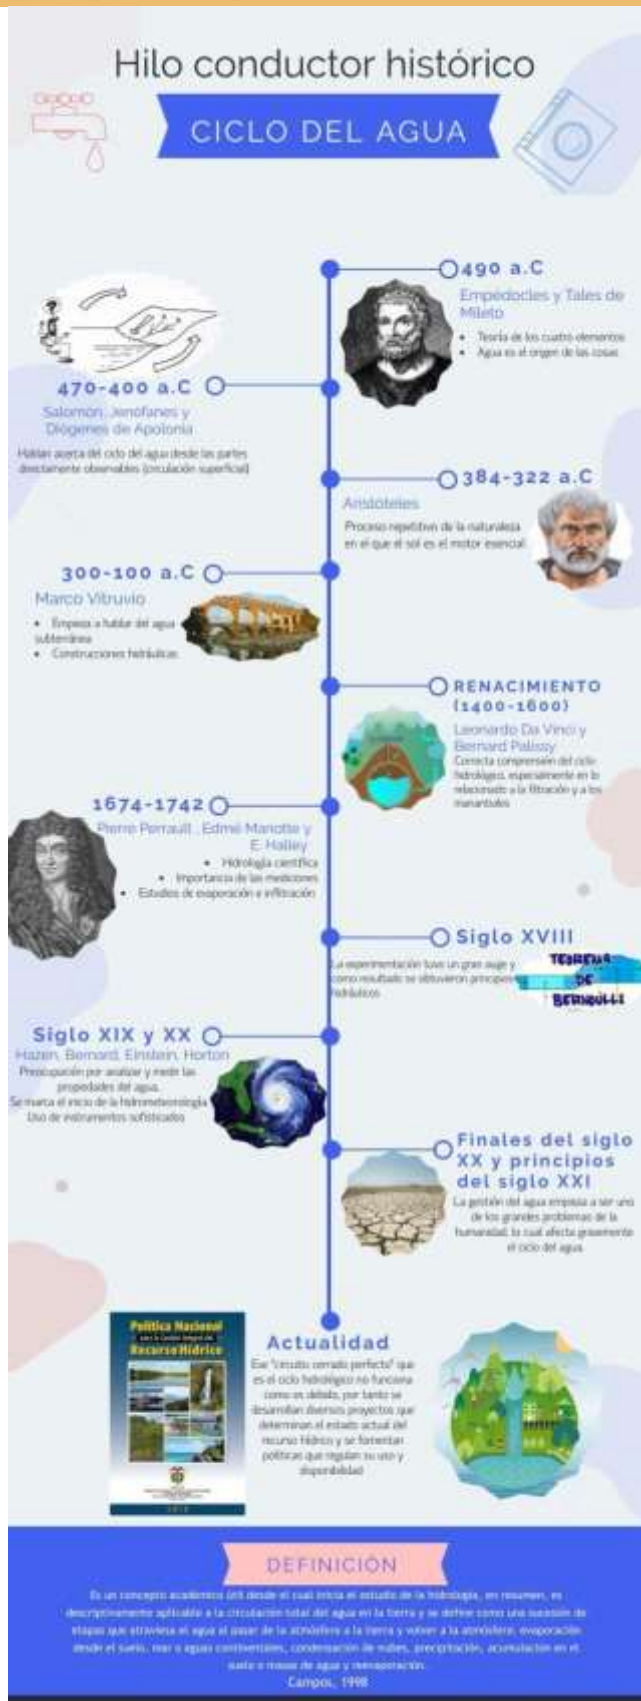 Hilo conductor histórico
CICLO DEL AGUA
490 a.C
Empédocles y Tales de
Mileto
• Teoría de los cuatro elementos
• Agua es el origen de las cosas
470-400 a.C
Salomón, Jenófanes y
Diógenes de Apolonia
Hablan acerca del ciclo del agua desde las partes
directamente observables (circulación superficial)
384-322 a.C
Aristóteles
Proceso repetitivo de la naturaleza
en el que el sol es el motor esencial
300-100 a.C
Marco Vitruvio
• Empieza a hablar del agua
subterránea
• Construcciones hidráulicas
RENACIMIENTO
(1400-1600)
Leonardo Da Vinci y
Bernard Palissy
Correcta comprensión del ciclo
hidrológico, especialmente en lo
relacionado a la filtración y a los
manantiales
1674-1742
Pierre Perrault , Edmé Mariotte y
E. Halley
• Hidrología científica
• Importancia de las mediciones
• Estudios de evaporación e infiltración
Siglo XVIII
La experimentación tuvo un gran auge y
como resultado se obtuvieron principios
hidráulicos
TEOREMA
DE
BERNOULLI
Siglo XIX y XX
Hazen, Bernard, Einstein, Horton
Preocupación por analizar y medir las
propiedades del agua.
Se marca el inicio de la hidrometeorología
Uso de instrumentos sofisticados
Finales del siglo
XX y principios
del siglo XXI
La gestión del agua empieza a ser uno
de los grandes problemas de la
humanidad, lo cual afecta gravemente
el ciclo del agua.
Política Nacional
para la Gestión Integral del
Recurso Hídrico
2010
Actualidad
Ese "circuito cerrado perfecto" que
es el ciclo hidrológico no funciona
como es debido, por tanto se
desarrollan diversos proyectos que
determinan el estado actual del
recurso hídrico y se fomentan
políticas que regulan su uso y
disponibilidad
DEFINICIÓN
Es un concepto académico útil desde el cual inicia el estudio de la hidrología, en resumen, es
descriptivamente aplicable a la circulación total del agua en la tierra y se define como una sucesión de
etapas que atraviesa el agua al pasar de la atmósfera a la tierra y volver a la atmósfera: evaporación
desde el suelo, mar o aguas continentales, condensación de nubes, precipitación, acumulación en el
suelo o masas de agua y reevaporación.
Campos, 1998